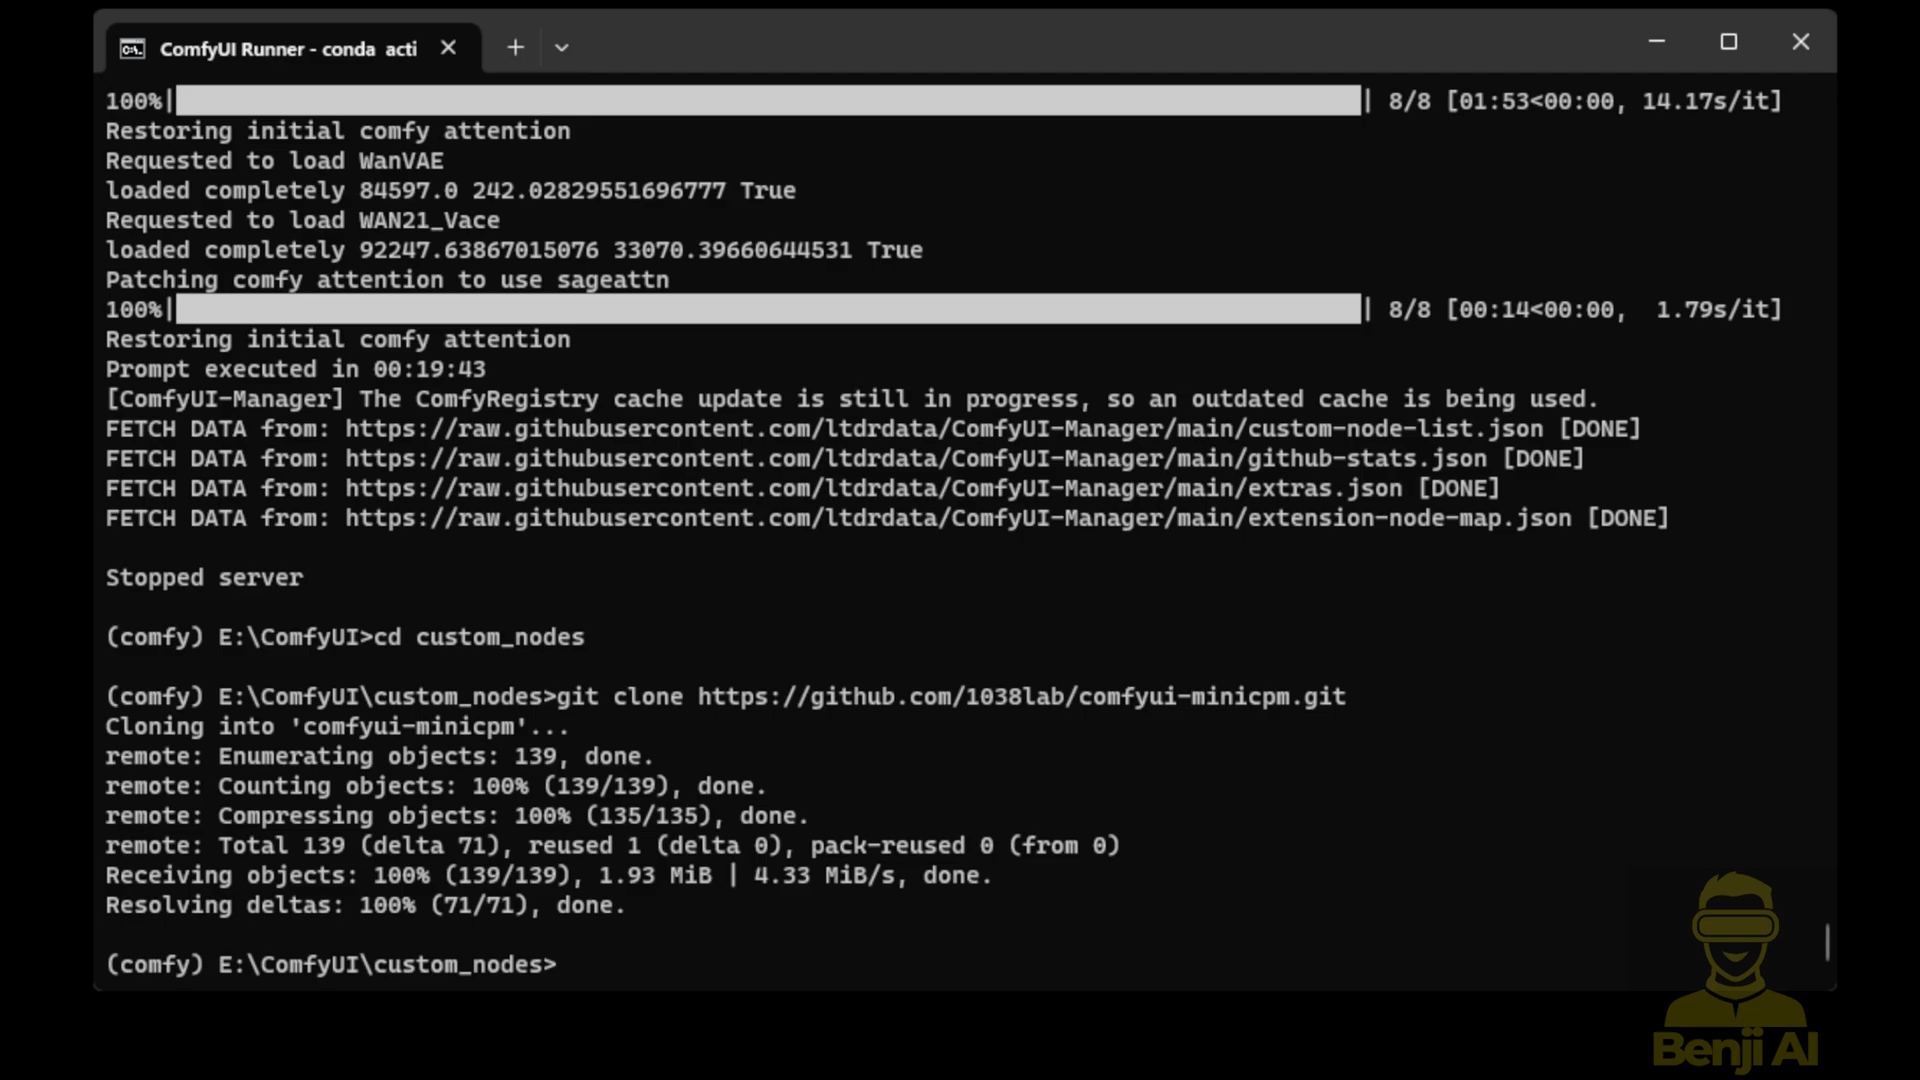 ComfyUI Runner - conda acti
100%| | 8/8 [01:53<00:00, 14.17s/it]
Restoring initial comfy attention
Requested to load WanVAE
loaded completely 84597.0 242.02829551696777 True
Requested to load WAN21_Vace
loaded completely 92247.63867015076 33070.39660644531 True
Patching comfy attention to use sageattn
100%| | 8/8 [00:14<00:00,  1.79s/it]
Restoring initial comfy attention
Prompt executed in 00:19:43
[ComfyUI-Manager] The ComfyRegistry cache update is still in progress, so an outdated cache is being used.
FETCH DATA from: https://raw.githubusercontent.com/ltdrdata/ComfyUI-Manager/main/custom-node-list.json [DONE]
FETCH DATA from: https://raw.githubusercontent.com/ltdrdata/ComfyUI-Manager/main/github-stats.json [DONE]
FETCH DATA from: https://raw.githubusercontent.com/ltdrdata/ComfyUI-Manager/main/extras.json [DONE]
FETCH DATA from: https://raw.githubusercontent.com/ltdrdata/ComfyUI-Manager/main/extension-node-map.json [DONE]
Stopped server
(comfy) E:\ComfyUI>cd custom_nodes
(comfy) E:\ComfyUI\custom_nodes>git clone https://github.com/1038lab/comfyui-minicpm.git
Cloning into 'comfyui-minicpm'...
remote: Enumerating objects: 139, done.
remote: Counting objects: 100% (139/139), done.
remote: Compressing objects: 100% (135/135), done.
remote: Total 139 (delta 71), reused 1 (delta 0), pack-reused 0 (from 0)
Receiving objects: 100% (139/139), 1.93 MiB | 4.33 MiB/s, done.
Resolving deltas: 100% (71/71), done.
(comfy) E:\ComfyUI\custom_nodes>
Benji AI